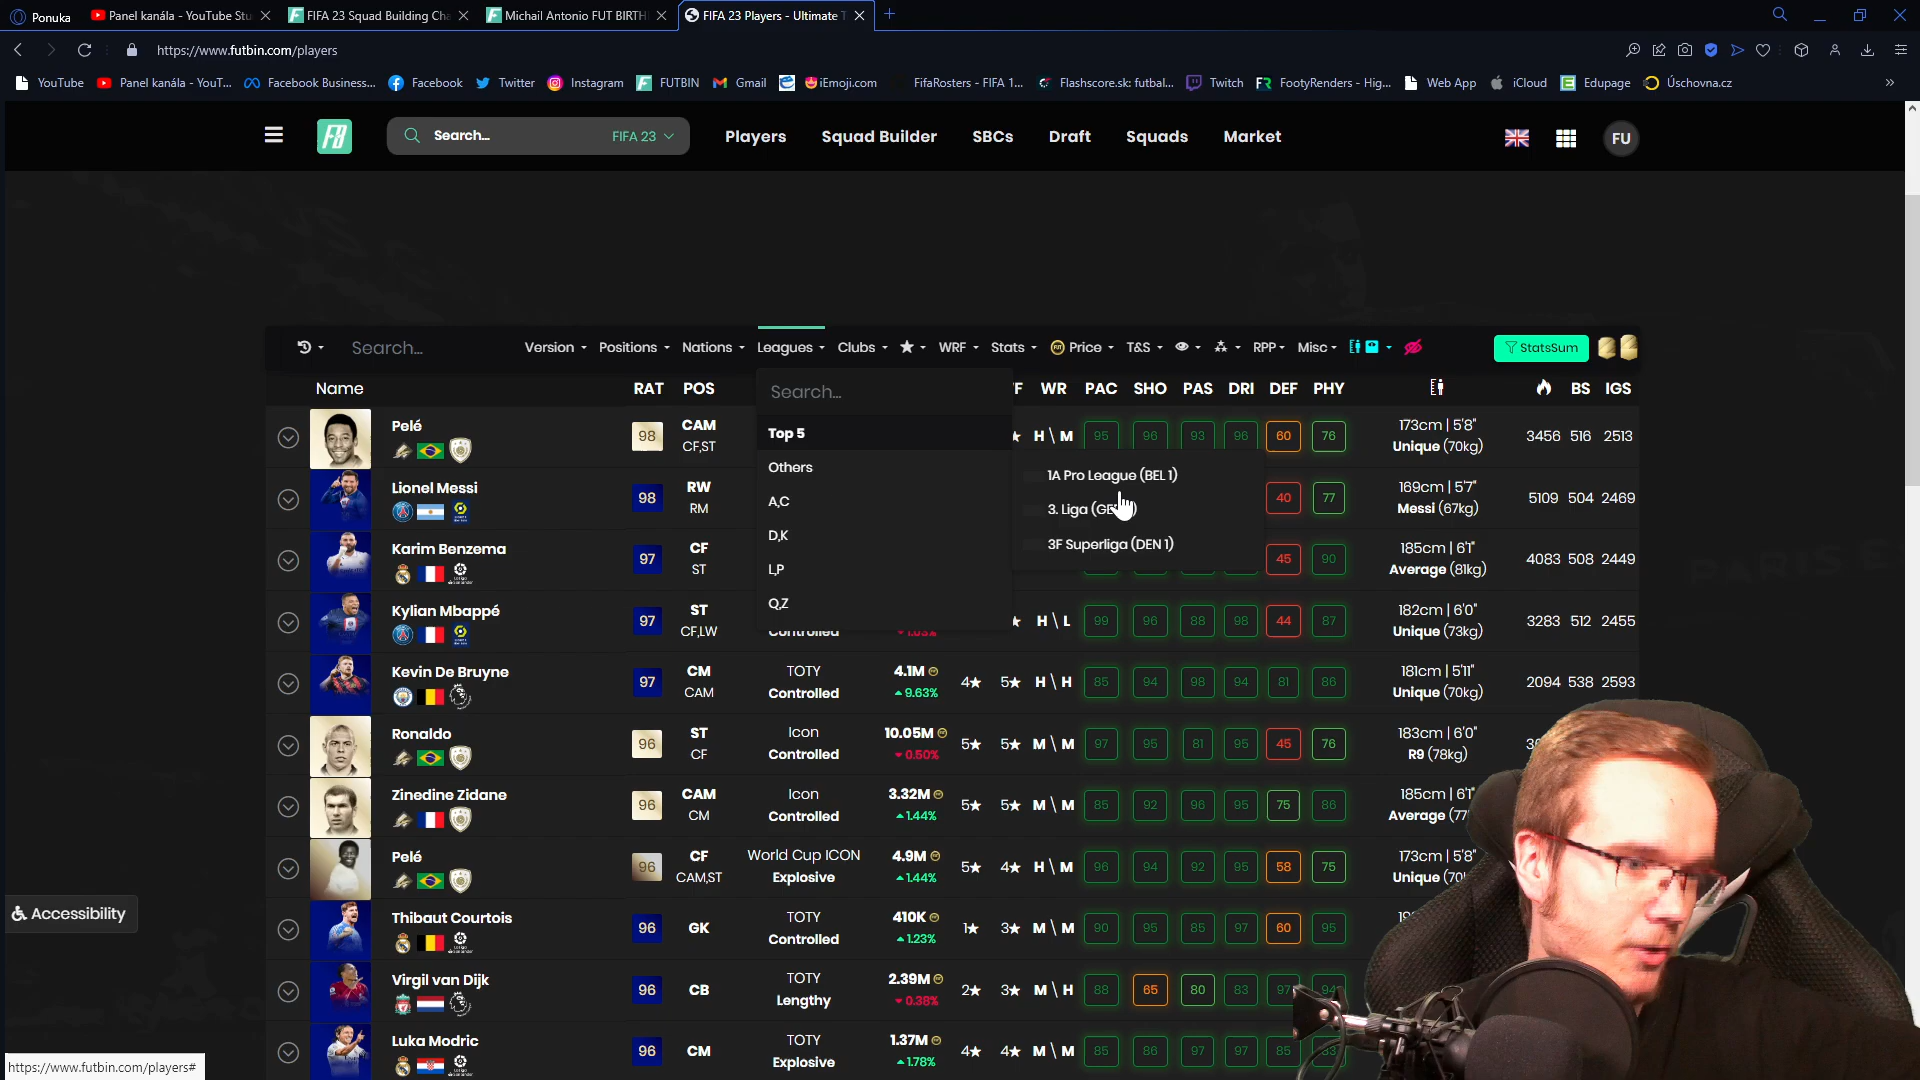 Ponuka
Panel kanála - YouTube Stu
FIFA 23 Squad Building Cha
Michail Antonio FUT BIRTH
FIFA 23 Players - Ultimate T
https://www.futbin.com/players
YouTube
Panel kanála - YouT...
Facebook Business...
Facebook
Twitter
Instagram
FUTBIN
Gmail
iEmoji.com
FifaRosters - FIFA 1...
Flashscore.sk: futbal...
Twitch
FootyRenders - Hig...
Web App
iCloud
Edupage
Úschovna.cz
Search...
FIFA 23
Players
Squad Builder
SBCs
Draft
Squads
Market
FU
Search...
Version Positions Nations Leagues Clubs WRF Stats Price T&S RPP Misc StatsSum
Name RAT POS F WR PAC SHO PAS DRI DEF PHY BS IGS
Search...
Top 5
Others
A,C
D,K
L,P
Q,Z
1A Pro League (BEL 1)
3. Liga (GE
3F Superliga (DEN 1)
Pelé 98 CAM H \ M 95 96 93 96 60 76 173cm | 5'8" 3456 516 2513
CF,ST Unique (70kg)
Lionel Messi 98 RW 40 77 169cm | 5'7" 5109 504 2469
RM Messi (67kg)
Karim Benzema 97 CF 45 90 185cm | 6'1" 4083 508 2449
ST Average (81kg)
Kylian Mbappé 97 ST H \ L 99 96 88 98 44 87 182cm | 6'0" 3283 512 2455
CF,LW Controlled 1.03% Unique (73kg)
Kevin De Bruyne 97 CM TOTY 4.1M 4★ 5★ H \ H 85 94 98 94 81 86 181cm | 5'11" 2094 538 2593
CAM Controlled 9.63% Unique (70kg)
Ronaldo 96 ST Icon 10.05M 5★ 5★ M \ M 97 95 81 95 45 76 183cm | 6'0"
CF Controlled 0.50% R9 (78kg)
Zinedine Zidane 96 CAM Icon 3.32M 5★ 5★ M \ M 85 92 96 95 75 86 185cm | 6'1"
CM Controlled 1.44% Average (77
Pelé 96 CF World Cup ICON 4.9M 5★ 4★ H \ M 96 94 92 95 58 75 173cm | 5'8"
CAM,ST Explosive 1.44% Unique (70
Thibaut Courtois 96 GK TOTY 410K 1★ 3★ M \ M 90 95 85 97 60 95
Controlled 1.23%
Virgil van Dijk 96 CB TOTY 2.39M 2★ 3★ M \ H 88 65 80 83 97 94
Lengthy 0.38%
Luka Modric 96 CM TOTY 1.37M 4★ 4★ M \ M 85 86 97 97 85
Explosive 1.78%
Accessibility
https://www.futbin.com/players#